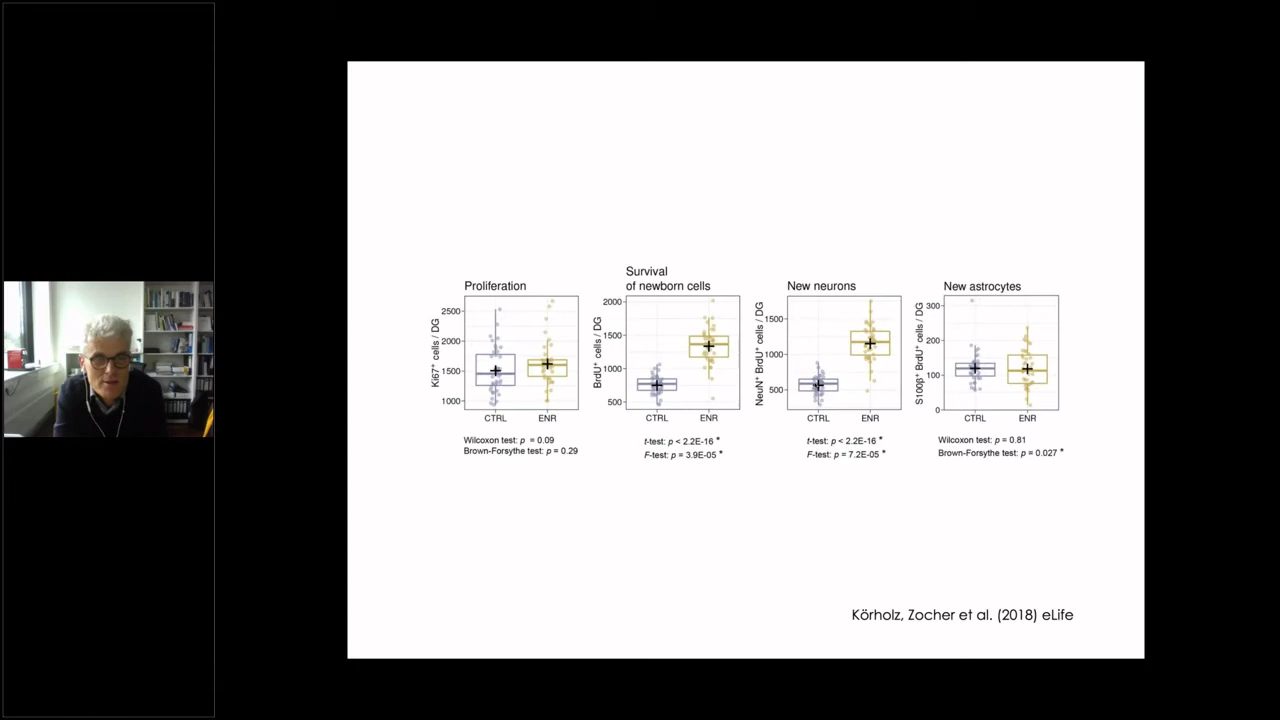 Proliferation
Ki67⁺ cells / DG
2500
2000
1500
1000
CTRL ENR
Wilcoxon test: p = 0.09
Brown-Forsythe test: p = 0.29
Survival
of newborn cells
BrdU⁺ cells / DG
2000
1500
1000
500
CTRL ENR
t-test: p < 2.2E-16 *
F-test: p = 3.9E-05 *
New neurons
NeuN⁺ BrdU⁺ cells / DG
1500
1000
500
CTRL ENR
t-test: p < 2.2E-16 *
F-test: p = 7.2E-05 *
New astrocytes
S100β⁺ BrdU⁺ cells / DG
300
200
100
0
CTRL ENR
Wilcoxon test: p = 0.81
Brown-Forsythe test: p = 0.027 *
Körholz, Zocher et al. (2018) eLife